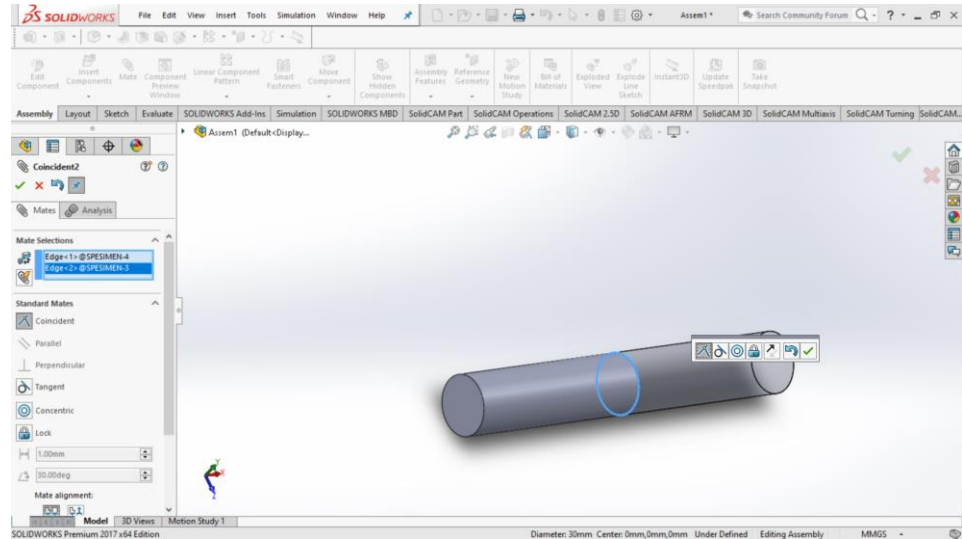 SOLIDWORKS File Edit View Insert Tools Simulation Window Help Assem1 * Search Community Forum ?
Edit Component Insert Components Mate Component Preview Window Linear Component Pattern Smart Fasteners Move Component Show Hidden Components Assembly Features Reference Geometry New Motion Study Bill of Materials Exploded View Explode Line Sketch Instant3D Update Speedpak Take Snapshot
Assembly Layout Sketch Evaluate SOLIDWORKS Add-Ins Simulation SOLIDWORKS MBD SolidCAM Part SolidCAM Operations SolidCAM 2.5D SolidCAM AFRM SolidCAM 3D SolidCAM Multiaxis SolidCAM Turning SolidCAM...
Assem1 (Default<Display...
Coincident2
Mates Analysis
Mate Selections
Edge<1>@SPESIMEN-4
Edge<2>@SPESIMEN-3
Standard Mates
Coincident
Parallel
Perpendicular
Tangent
Concentric
Lock
1.00mm
30.00deg
Mate alignment:
Model 3D Views Motion Study 1
SOLIDWORKS Premium 2017 x64 Edition Diameter: 30mm Center: 0mm,0mm,0mm Under Defined Editing Assembly MMGS -